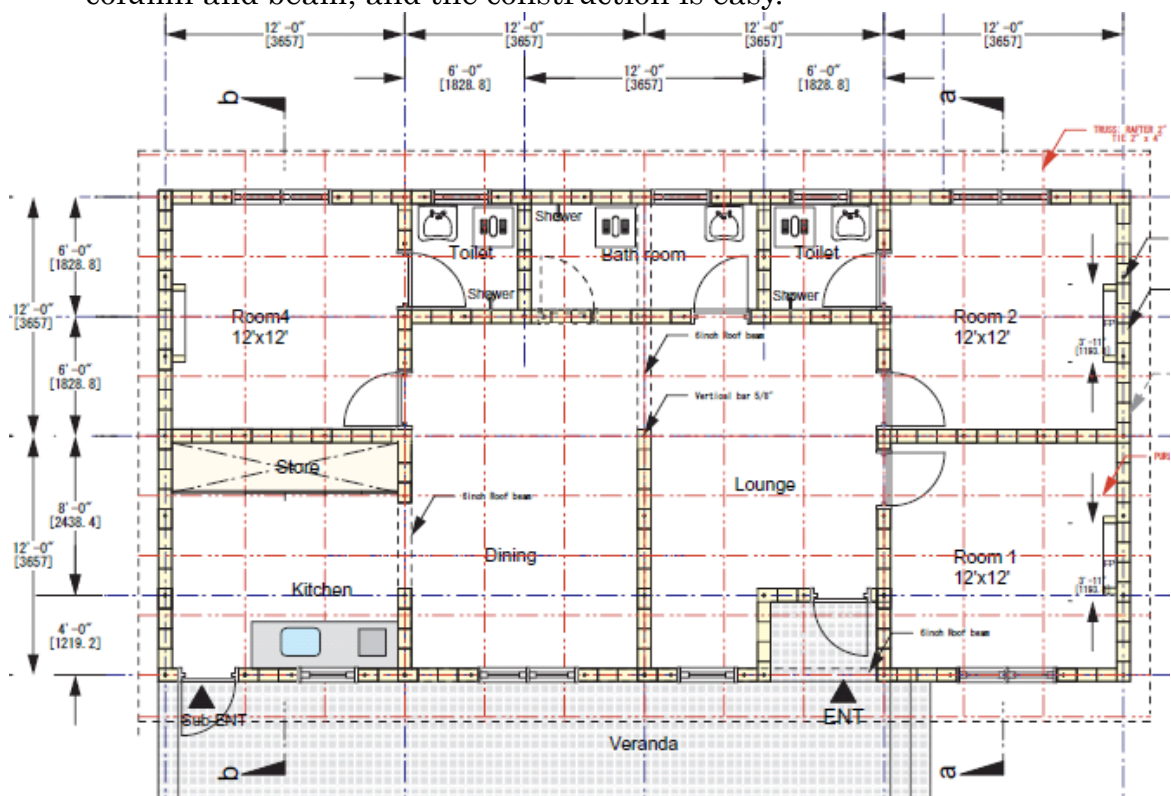 column and beam, and the construction is easy.
12'-0"
[3657]
12'-0"
[3657]
12'-0"
[3657]
12'-0"
[3657]
6'-0"
[1828.8]
12'-0"
[3657]
6'-0"
[1828.8]
b
a
TRUSS: RAFTER 2"
TIE 2" x 4"
6'-0"
[1828.8]
12'-0"
[3657]
6'-0"
[1828.8]
Toilet
Shower
Shower
Bath room
Toilet
Shower
Room4
12'x12'
Room 2
12'x12'
FP
3'-11"
6inch Roof beam
Vertical bar 5/8"
Store
8'-0"
[2438.4]
12'-0"
[3657]
4'-0"
[1219.2]
6inch Roof beam
Lounge
Dining
Kitchen
Room 1
12'x12'
FP
3'-11"
6inch Roof beam
Sub-ENT
ENT
Veranda
b
a